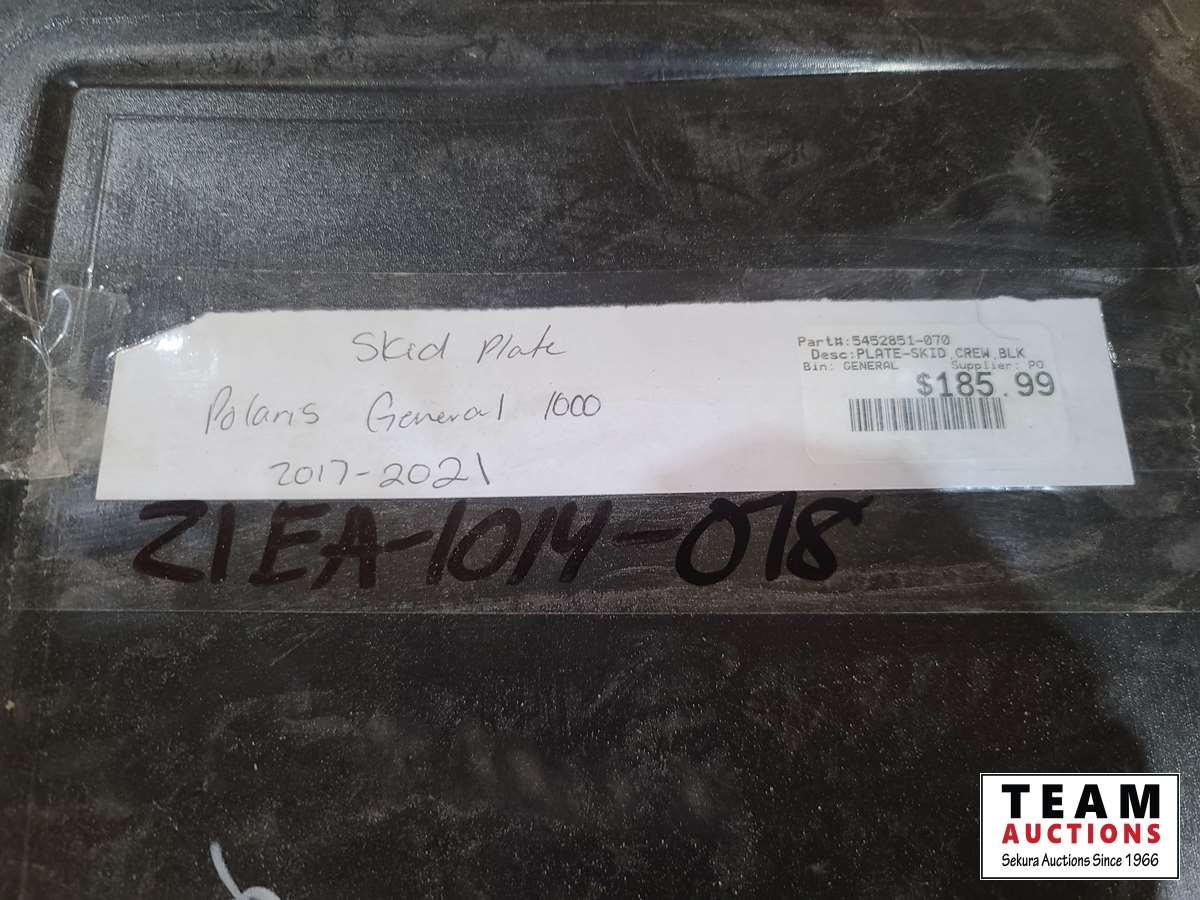 Skid Plate
Polaris General 1000
2017-2021
Part#:5452851-070
Desc:PLATE-SKID,CREW,BLK
Bin: GENERAL Supplier: PO
$185.99
21EA-1014-078
TEAM
AUCTIONS
Sekura Auctions Since 1966